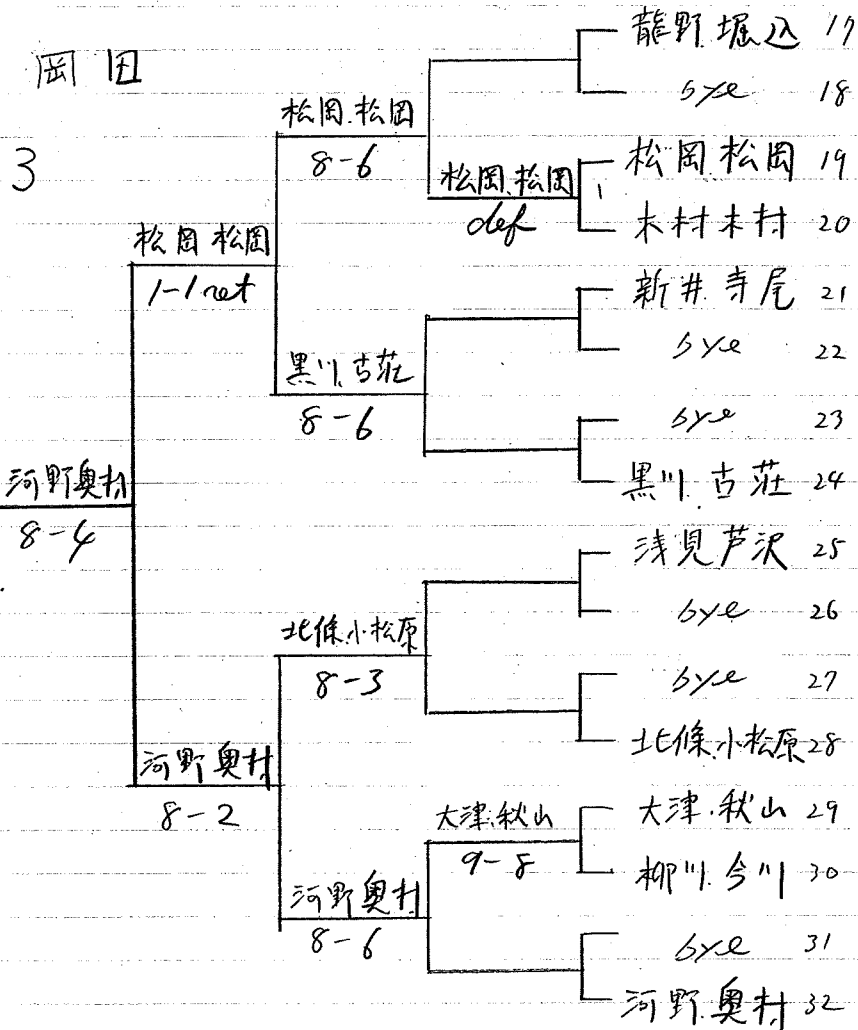 龍野.堀込 17
岡田
bye 18
松岡.松岡
8-6
3
松岡.松岡 19
松岡.松岡
def
木村木村 20
松岡 松岡
1-1 ret
新井.寺尾 21
bye 22
黒川.古荘
8-6
bye 23
黒川.古荘 24
河野奥村
8-4
浅見芦沢 25
bye 26
北條.小松原
8-3
bye 27
北條.小松原 28
河野奥村
8-2
大津.秋山
9-8
大津.秋山 29
柳川.今川 30
河野奥村
8-6
bye 31
河野.奥村 32